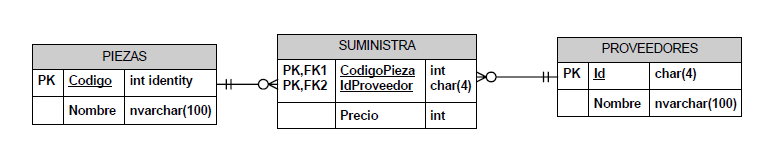 PIEZAS
PK Codigo int identity
Nombre nvarchar(100)
SUMINISTRA
PK,FK1 CodigoPieza int
PK,FK2 IdProveedor char(4)
Precio int
PROVEEDORES
PK Id char(4)
Nombre nvarchar(100)